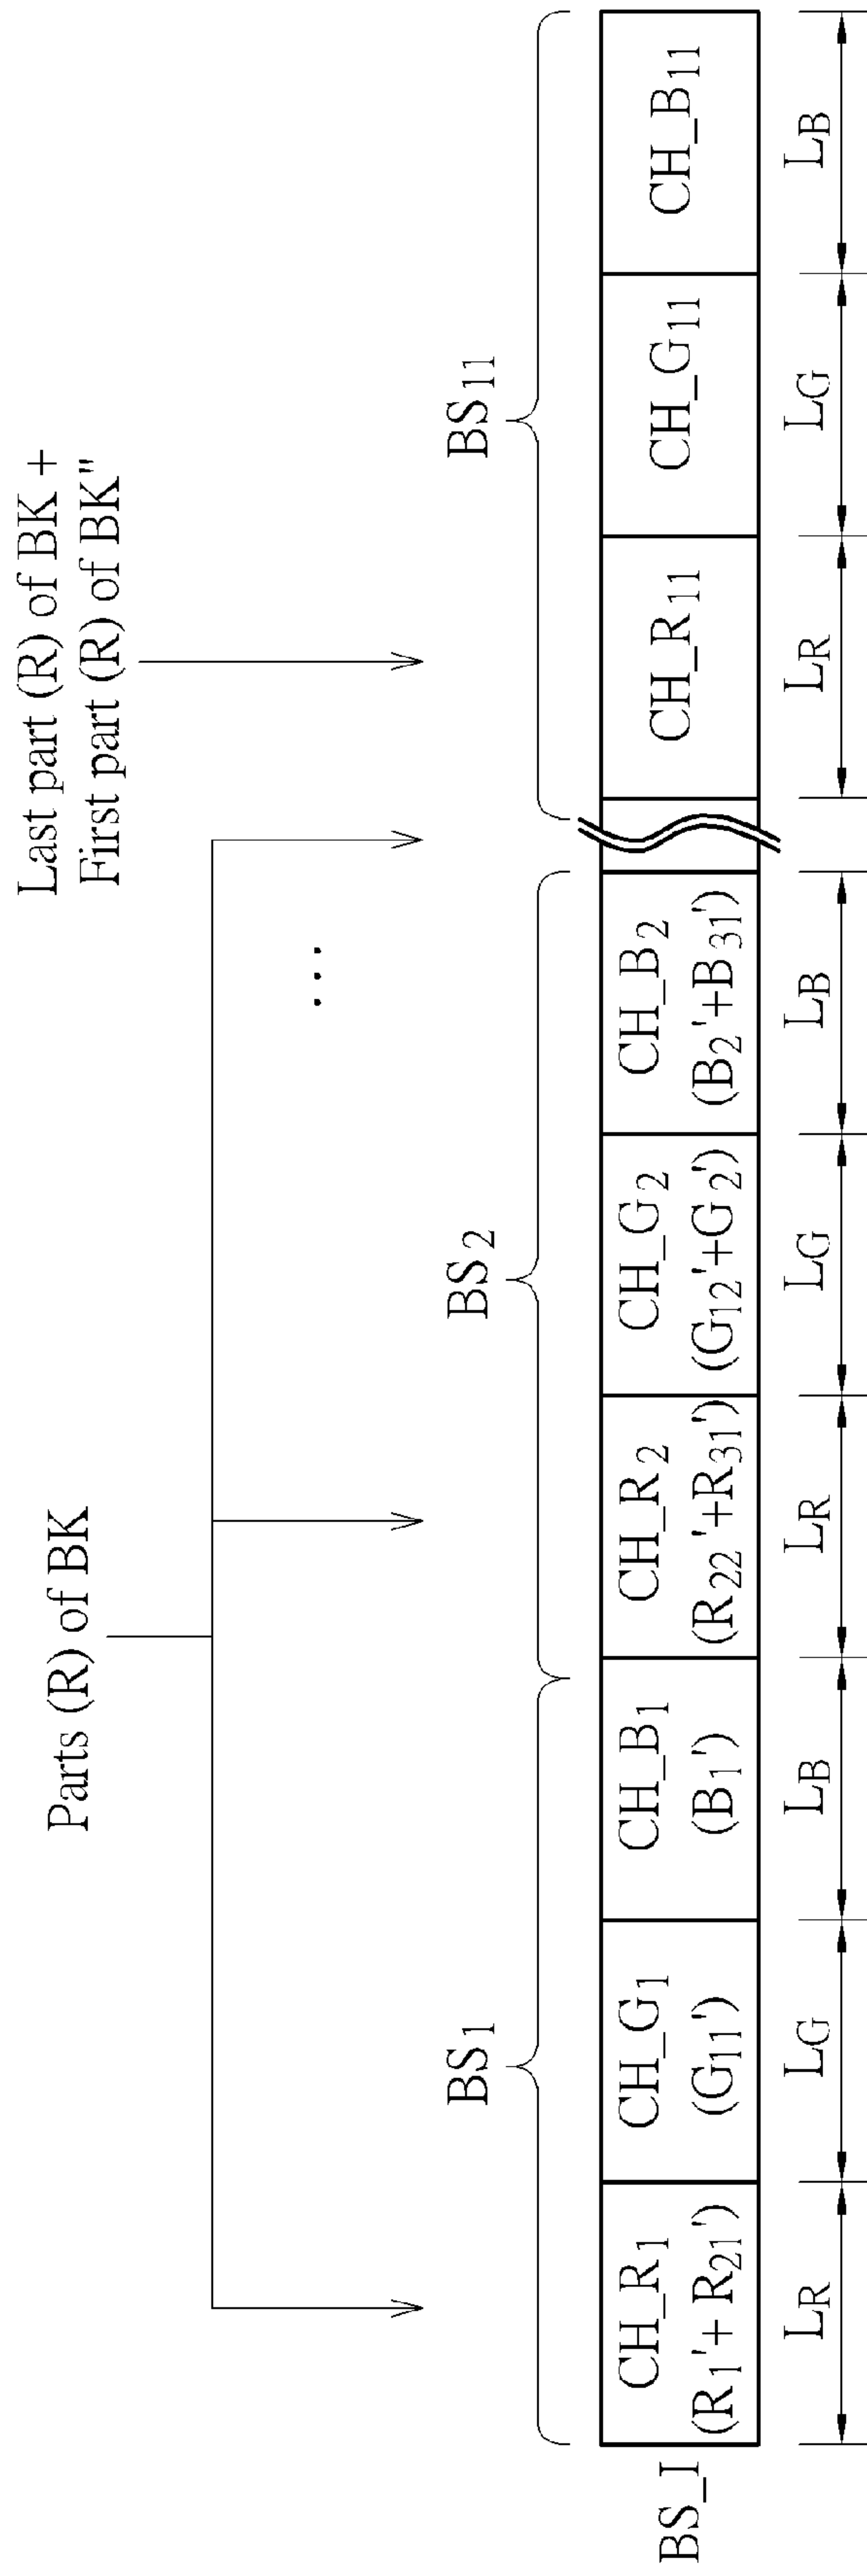 Last part (R) of BK +
First part (R) of BK"
Parts (R) of BK
...
BS1
BS2
BS11
BS_I
CH_R1
(R1'+ R21')
CH_G1
(G11')
CH_B1
(B1')
CH_R2
(R22'+R31')
CH_G2
(G12'+G2')
CH_B2
(B2'+B31')
CH_R11
CH_G11
CH_B11
LR
LG
LB
LR
LG
LB
LR
LG
LB